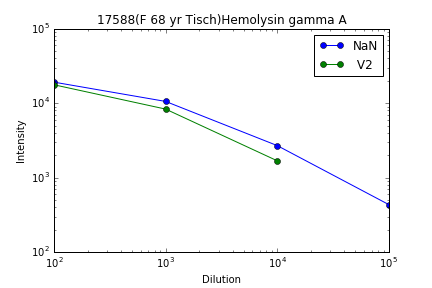 17588(F 68 yr Tisch)Hemolysin gamma A
10^5
10^4
10^3
10^2
Intensity
NaN
V2
10^2 10^3 10^4 10^5
Dilution